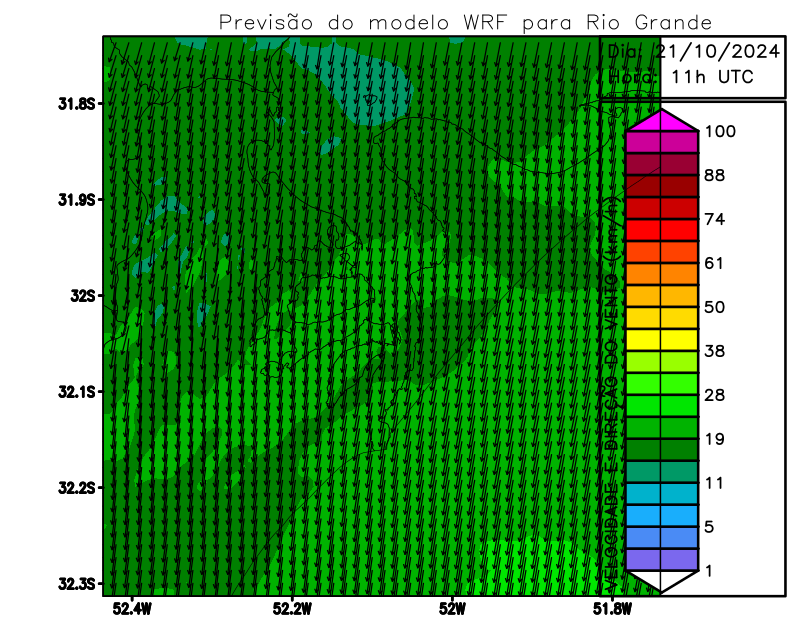 Previsão do modelo WRF para Rio Grande
Dia: 21/10/2024
Hora: 11h UTC
31.8S
31.9S
32S
32.1S
32.2S
32.3S
52.4W
52.2W
52W
51.8W
VELOCIDADE E DIREÇÃO DO VENTO (km/h)
100
88
74
61
50
38
28
19
11
5
1